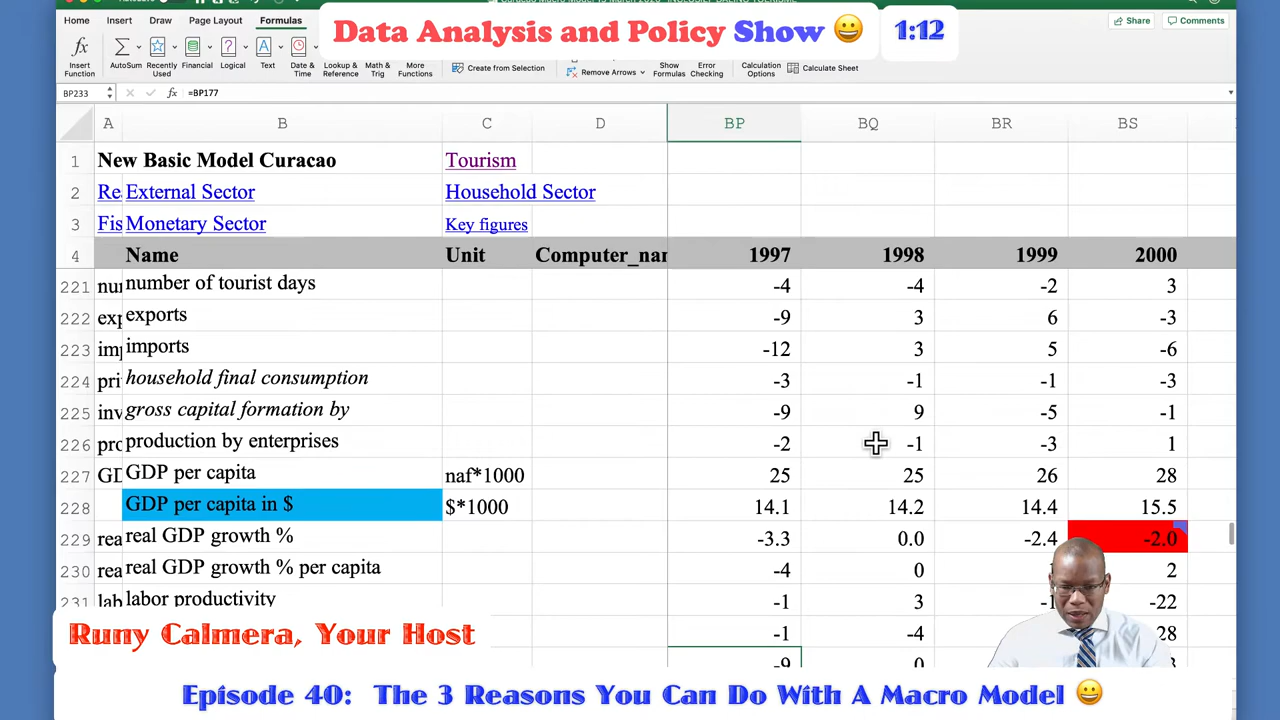 Home Insert Draw Page Layout Formulas
Data Analysis and Policy Show 😀
1:12
Share Comments
Insert Function
AutoSum
Recently Used
Financial
Logical
Text
Date & Time
Lookup & Reference
Math & Trig
More Functions
Create from Selection
Remove Arrows
Show Formulas
Error Checking
Calculation Options
Calculate Sheet
BP233 fx =BP177
A B C D BP BQ BR BS
1 New Basic Model Curacao Tourism
2 Re External Sector Household Sector
3 Fis Monetary Sector Key figures
4 Name Unit Computer_nar 1997 1998 1999 2000
221 nur number of tourist days -4 -4 -2 3
222 exp exports -9 3 6 -3
223 imp imports -12 3 5 -6
224 pri household final consumption -3 -1 -1 -3
225 inv gross capital formation by -9 9 -5 -1
226 pro production by enterprises -2 -1 -3 1
227 GD GDP per capita naf*1000 25 25 26 28
228 GDP per capita in $ $*1000 14.1 14.2 14.4 15.5
229 rea real GDP growth % -3.3 0.0 -2.4 -2.0
230 rea real GDP growth % per capita -4 0 2
231 lab labor productivity -1 3 -22
-1 -4 28
-9 0
Runy Calmera, Your Host
Episode 40: The 3 Reasons You Can Do With A Macro Model 😀